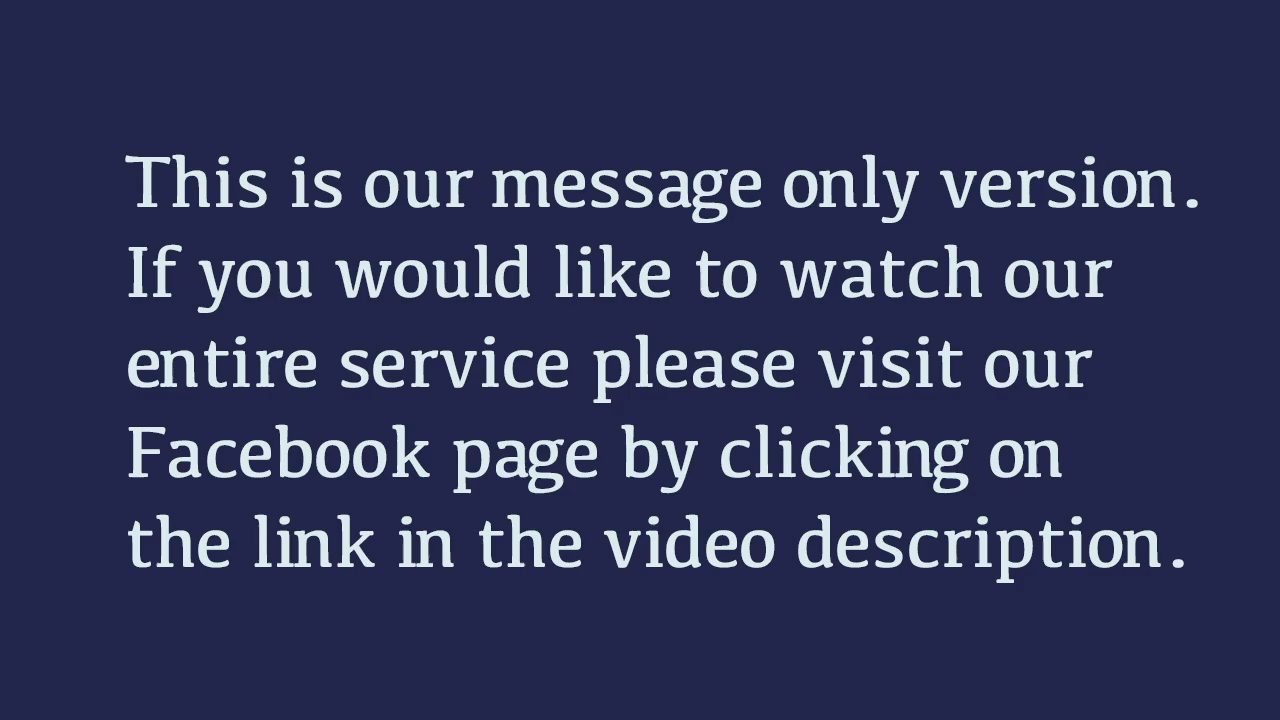 This is our message only version.
If you would like to watch our
entire service please visit our
Facebook page by clicking on
the link in the video description.